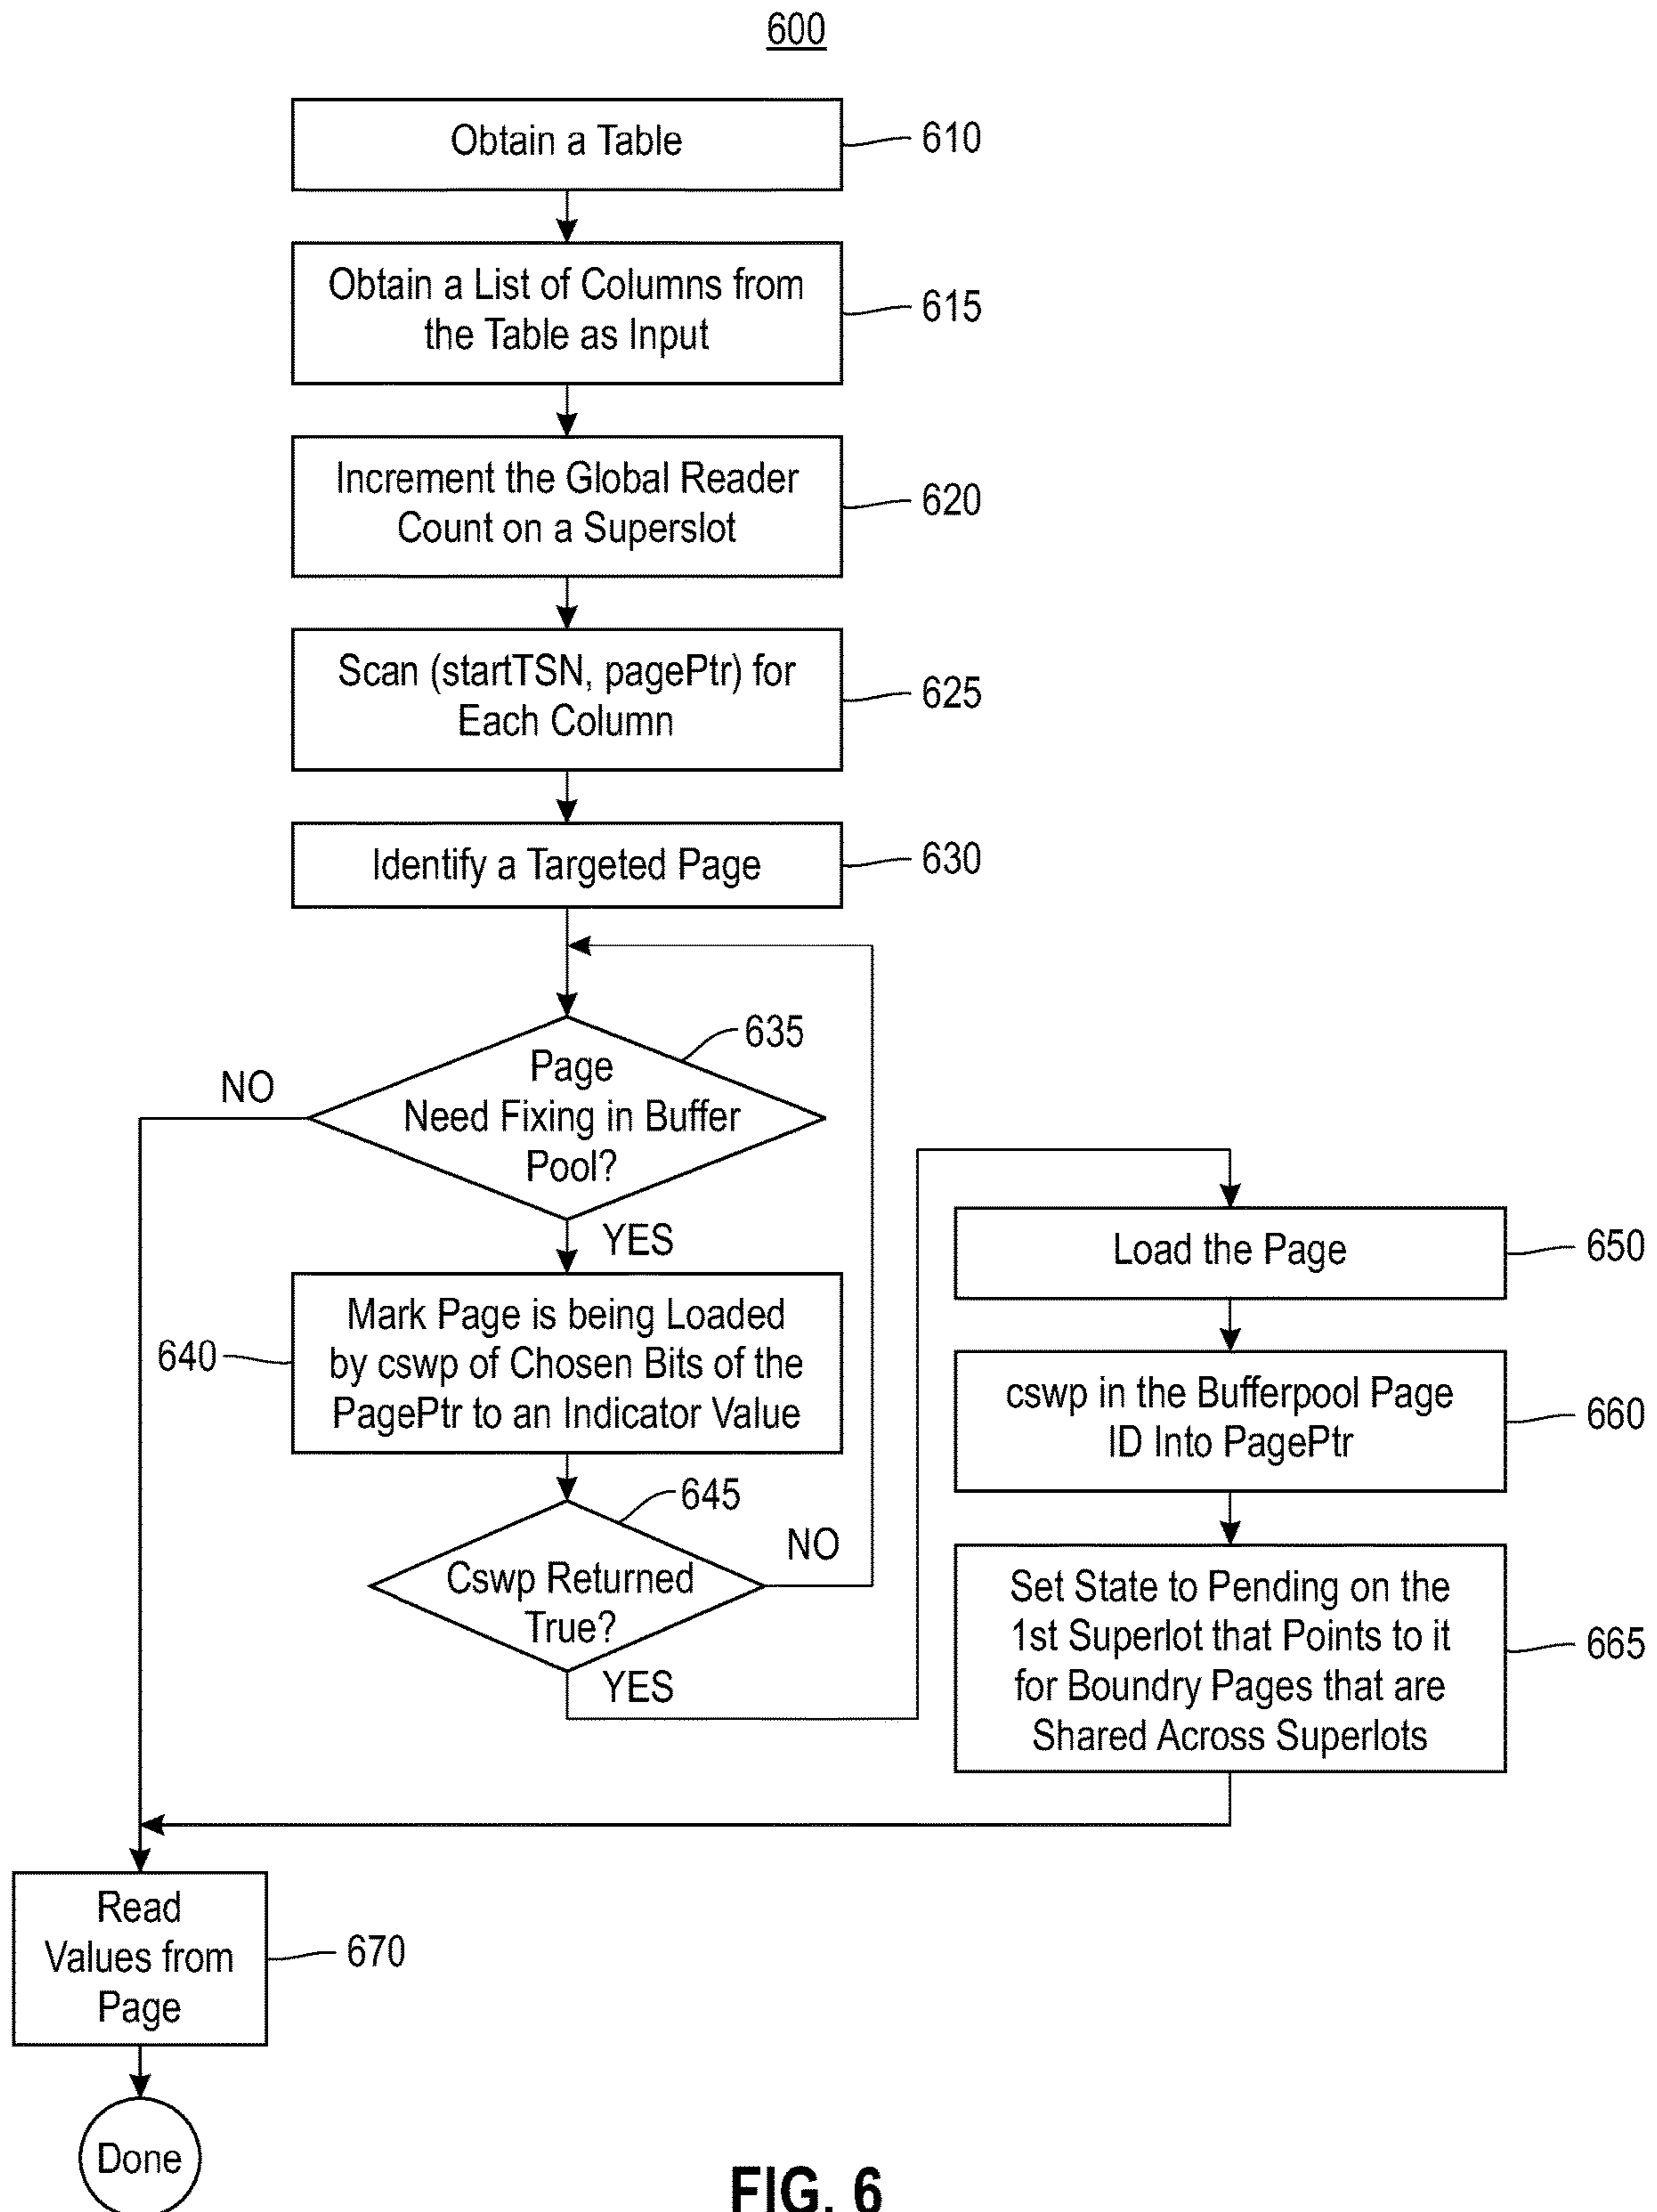 600
Obtain a Table
610
Obtain a List of Columns from
the Table as Input
615
Increment the Global Reader
Count on a Superslot
620
Scan (startTSN, pagePtr) for
Each Column
625
Identify a Targeted Page
630
635
Page
Need Fixing in Buffer
Pool?
NO
YES
Mark Page is being Loaded
by cswp of Chosen Bits of the
PagePtr to an Indicator Value
640
645
Cswp Returned
True?
NO
YES
Load the Page
650
cswp in the Bufferpool Page
ID Into PagePtr
660
Set State to Pending on the
1st Superlot that Points to it
for Boundry Pages that are
Shared Across Superlots
665
Read
Values from
Page
670
Done
FIG. 6